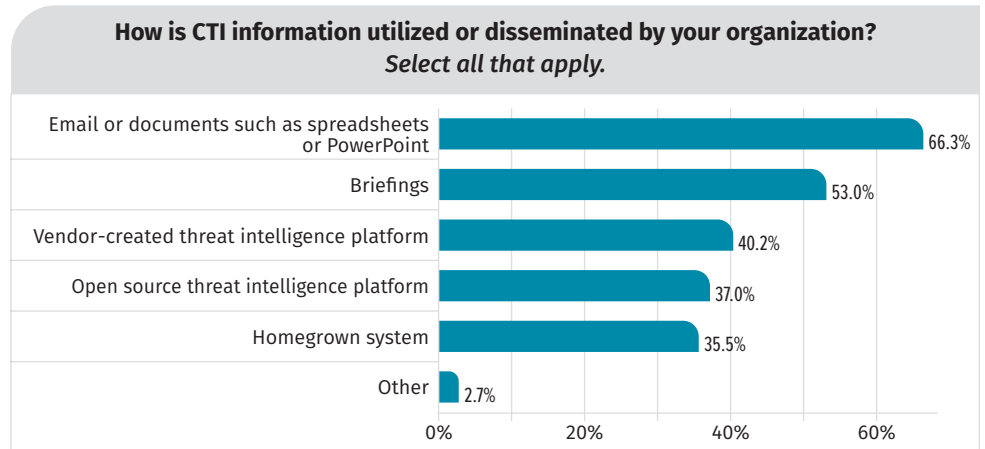 How is CTI information utilized or disseminated by your organization?
Select all that apply.
Email or documents such as spreadsheets
or PowerPoint
66.3%
Briefings
53.0%
Vendor-created threat intelligence platform
40.2%
Open source threat intelligence platform
37.0%
Homegrown system
35.5%
Other
2.7%
0%
20%
40%
60%